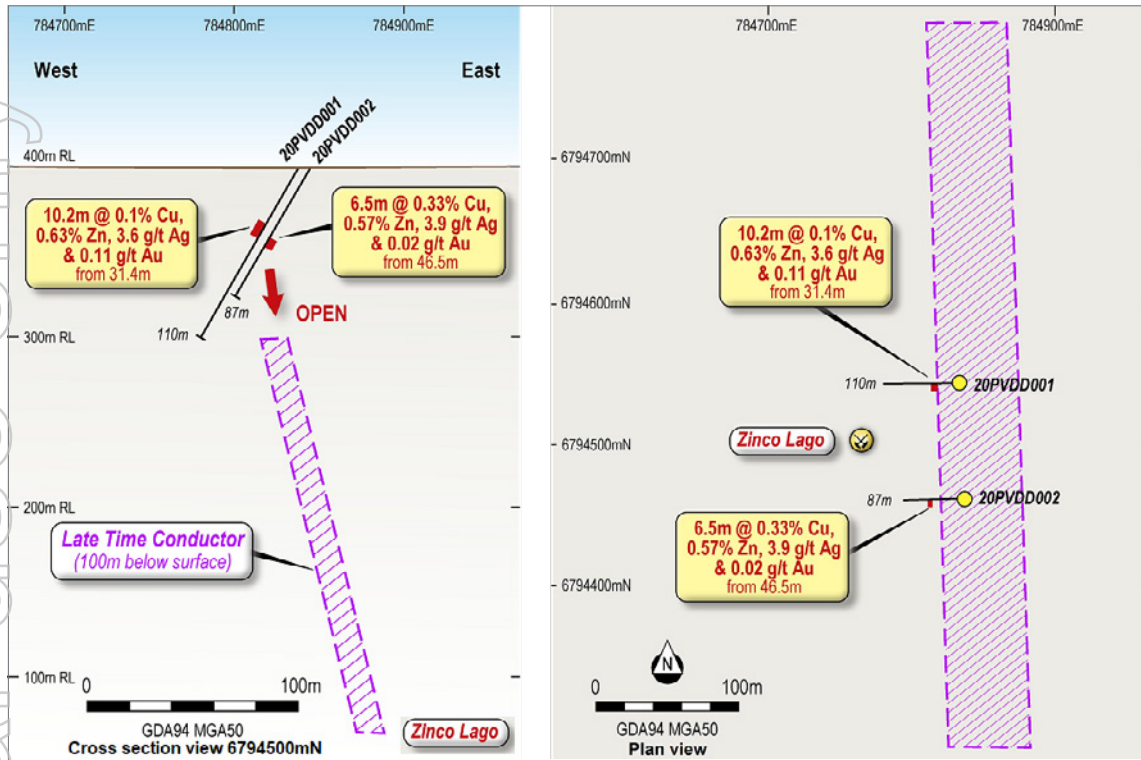 784700mE
784800mE
784900mE
West
East
20PVDD001
20PVDD002
400m RL
10.2m @ 0.1% Cu,
0.63% Zn, 3.6 g/t Ag
& 0.11 g/t Au
from 31.4m
6.5m @ 0.33% Cu,
0.57% Zn, 3.9 g/t Ag
& 0.02 g/t Au
from 46.5m
87m
OPEN
110m
300m RL
200m RL
Late Time Conductor
(100m below surface)
100m RL
0
100m
GDA94 MGA50
Cross section view 6794500mN
Zinco Lago
784700mE
784900mE
6794700mN
10.2m @ 0.1% Cu,
0.63% Zn, 3.6 g/t Ag
& 0.11 g/t Au
from 31.4m
6794600mN
110m
20PVDD001
Zinco Lago
6794500mN
87m
20PVDD002
6.5m @ 0.33% Cu,
0.57% Zn, 3.9 g/t Ag
& 0.02 g/t Au
from 46.5m
6794400mN
N
0
100m
GDA94 MGA50
Plan view